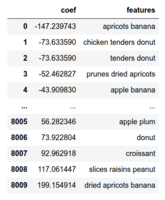 coef features
0 -147.239743 apricots banana
1 -73.633590 chicken tenders donut
2 -73.633590 tenders donut
3 -52.462827 prunes dried apricots
4 -43.909830 apple banana
... ... ...
8005 56.282346 apple plum
8006 73.922804 donut
8007 92.962918 croissant
8008 117.061447 slices raisins peanut
8009 199.154914 dried apricots banana